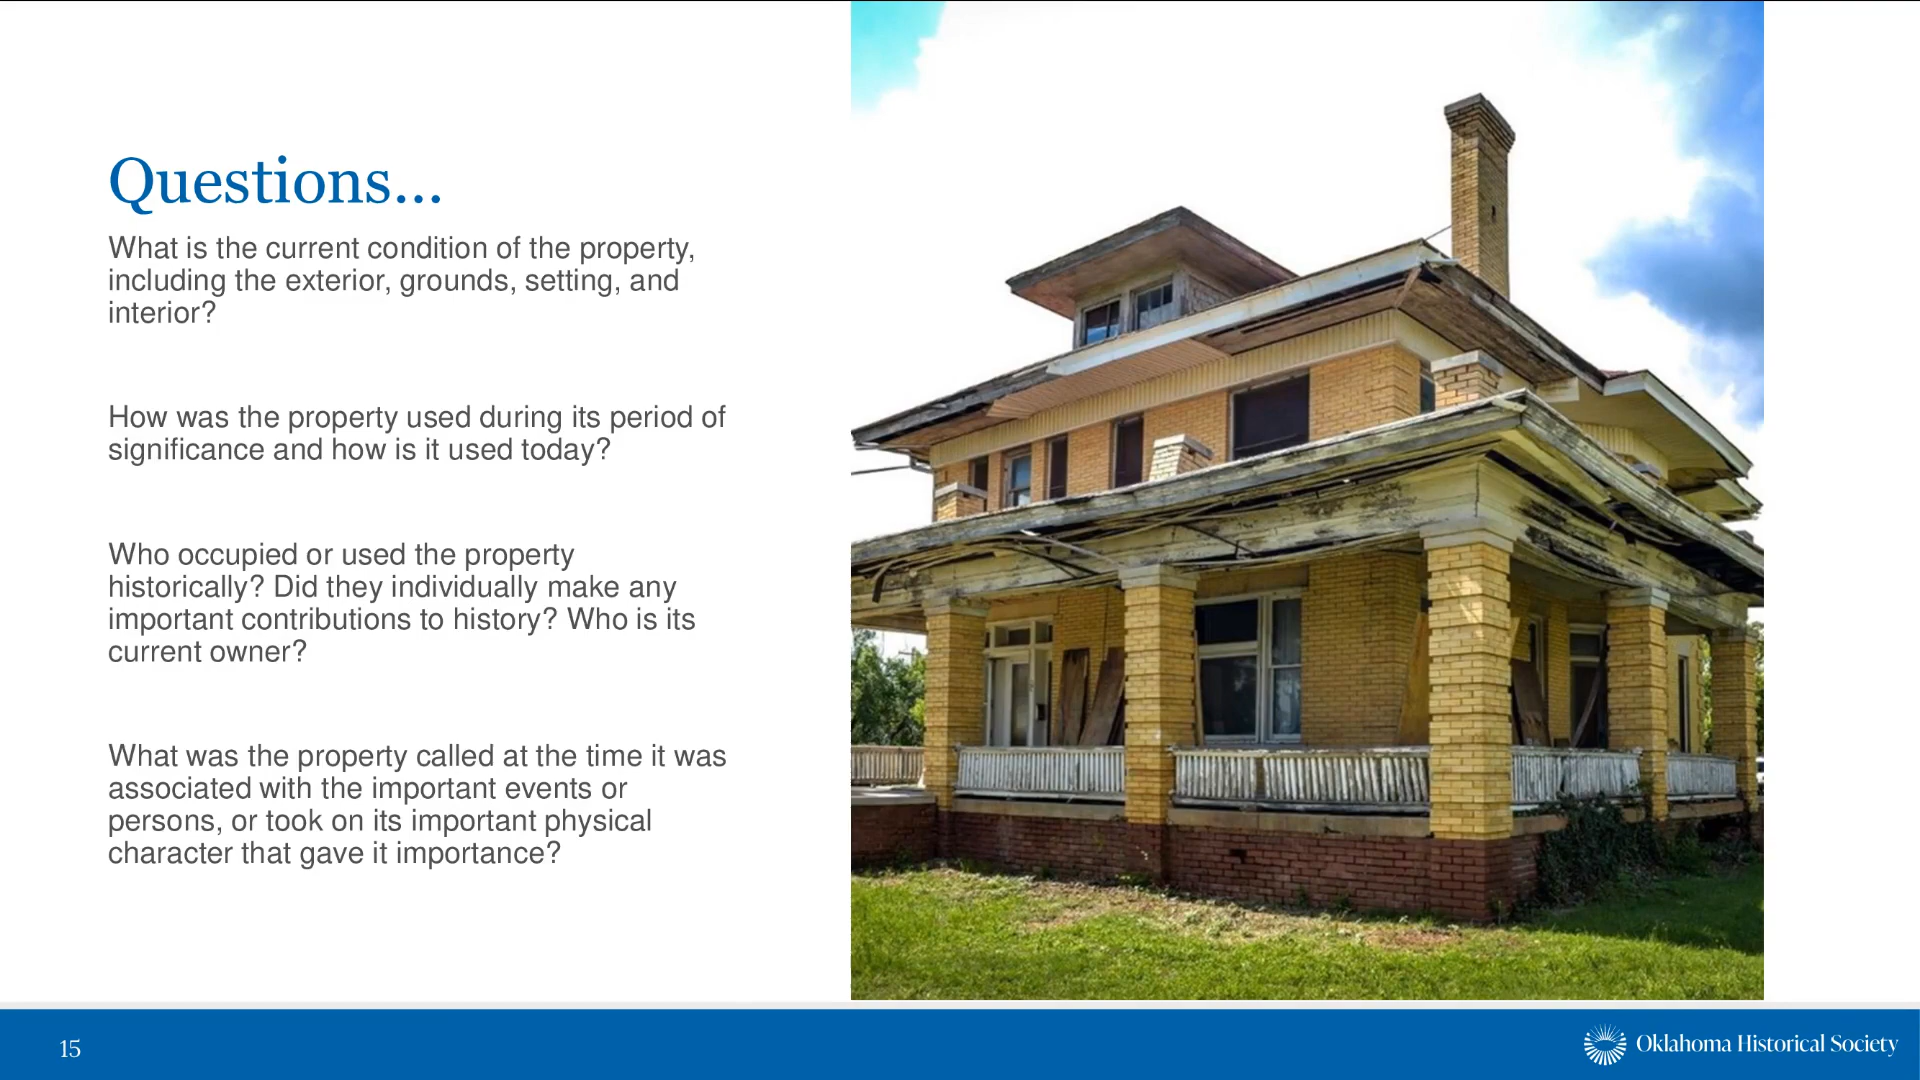 Questions...
What is the current condition of the property,
including the exterior, grounds, setting, and
interior?
How was the property used during its period of
significance and how is it used today?
Who occupied or used the property
historically? Did they individually make any
important contributions to history? Who is its
current owner?
What was the property called at the time it was
associated with the important events or
persons, or took on its important physical
character that gave it importance?
15
Oklahoma Historical Society